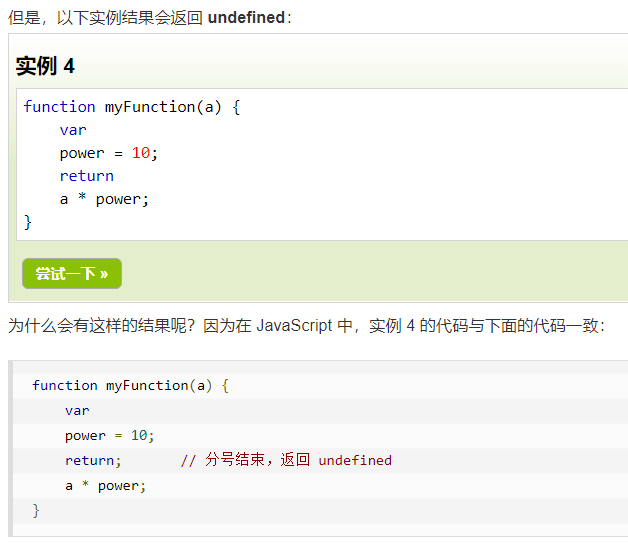 但是，以下实例结果会返回 undefined：
实例 4
function myFunction(a) {
    var
    power = 10;
    return
    a * power;
}
尝试一下 »
为什么会有这样的结果呢？因为在 JavaScript 中，实例 4 的代码与下面的代码一致：
function myFunction(a) {
    var
    power = 10;
    return;       // 分号结束，返回 undefined
    a * power;
}